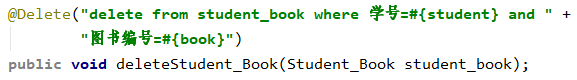 @Delete("delete from student_book where 学号=#{student} and " +
"图书编号=#{book}")
public void deleteStudent_Book(Student_Book student_book);